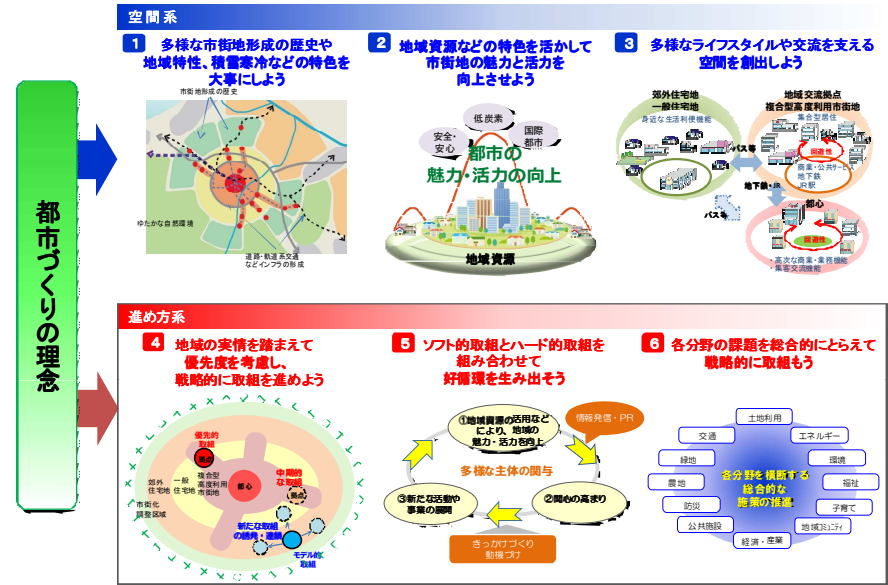 都市づくりの理念
空間系
1
多様な市街地形成の歴史や
地域特性、積雪寒冷などの特色を
大事にしよう
市街地形成の歴史
ゆたかな自然環境
道路・軌道系交通
などインフラの形成
2
地域資源などの特色を活かして
市街地の魅力と活力を
向上させよう
低炭素
安全・
安心
国際
都市
都市の
魅力・活力の向上
地域資源
3
多様なライフスタイルや交流を支える
空間を創出しよう
郊外住宅地
一般住宅地
身近な生活利便機能
地域交流拠点
複合型高度利用市街地
集合型居住
回遊性
商業・公共サービス
地下鉄
JR駅
バス等
地下鉄・JR
バス等
都心
回遊性
・高次な商業・業務機能
・集客交流機能
進め方系
4
地域の実情を踏まえて
優先度を考慮し、
戦略的に取組を進めよう
優先的
取組
拠点
中期的
な取組
拠点
都心
複合型
高度利用
市街地
一般
住宅地
郊外
住宅地
市街化
調整区域
新たな取組
の誘発・連鎖
モデル的
取組
5
ソフト的取組とハード的取組を
組み合わせて
好循環を生み出そう
①地域資源の活用など
により、地域の
魅力・活力を向上
情報発信・PR
多様な主体の関与
②関心の高まり
③新たな活動や
事業の展開
きっかけづくり
動機づけ
6
各分野の課題を総合的にとらえて
戦略的に取組もう
土地利用
交通
エネルギー
緑地
環境
農地
福祉
防災
子育て
公共施設
地域コミュニティ
経済・産業
各分野を横断する
総合的な
施策の推進